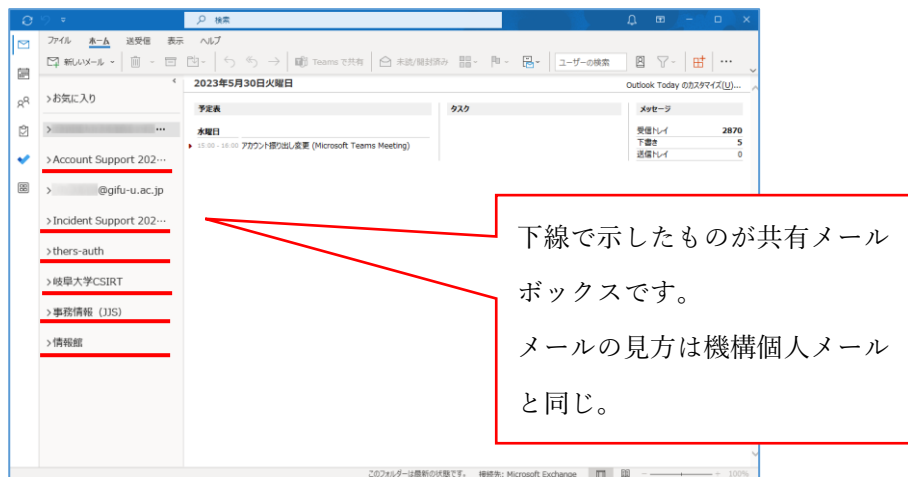 検索
ファイル ホーム 送受信 表示 ヘルプ
新しいメール Teams で共有 未読/開封済み ユーザーの検索 …
2023年5月30日火曜日
Outlook Today のカスタマイズ(U)...
>お気に入り
予定表 タスク メッセージ
> …
水曜日
受信トレイ 2870
15:00 - 16:00 アカウント振り出し変更 (Microsoft Teams Meeting)
下書き 5
送信トレイ 0
>Account Support 202…
> @gifu-u.ac.jp
>Incident Support 202…
>thers-auth
>岐阜大学CSIRT
>事務情報（JJS）
>情報館
下線で示したものが共有メール
ボックスです。
メールの見方は機構個人メール
と同じ。
このフォルダーは最新の状態です。 接続先: Microsoft Exchange 100%